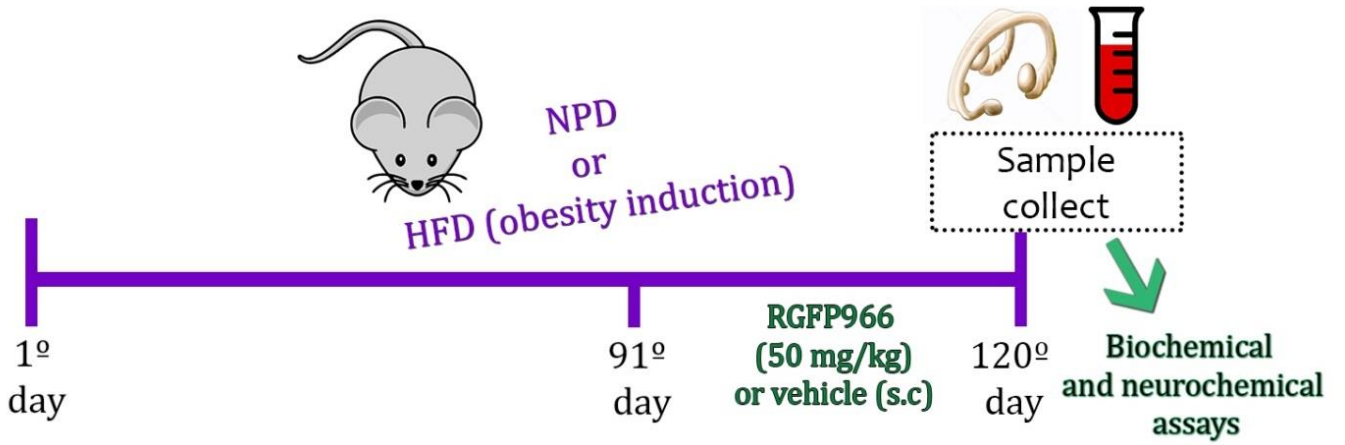 NPD
or
HFD (obesity induction)
Sample
collect
1º
day
91º
day
RGFP966
(50 mg/kg)
or vehicle (s.c)
120º
day
Biochemical
and neurochemical
assays